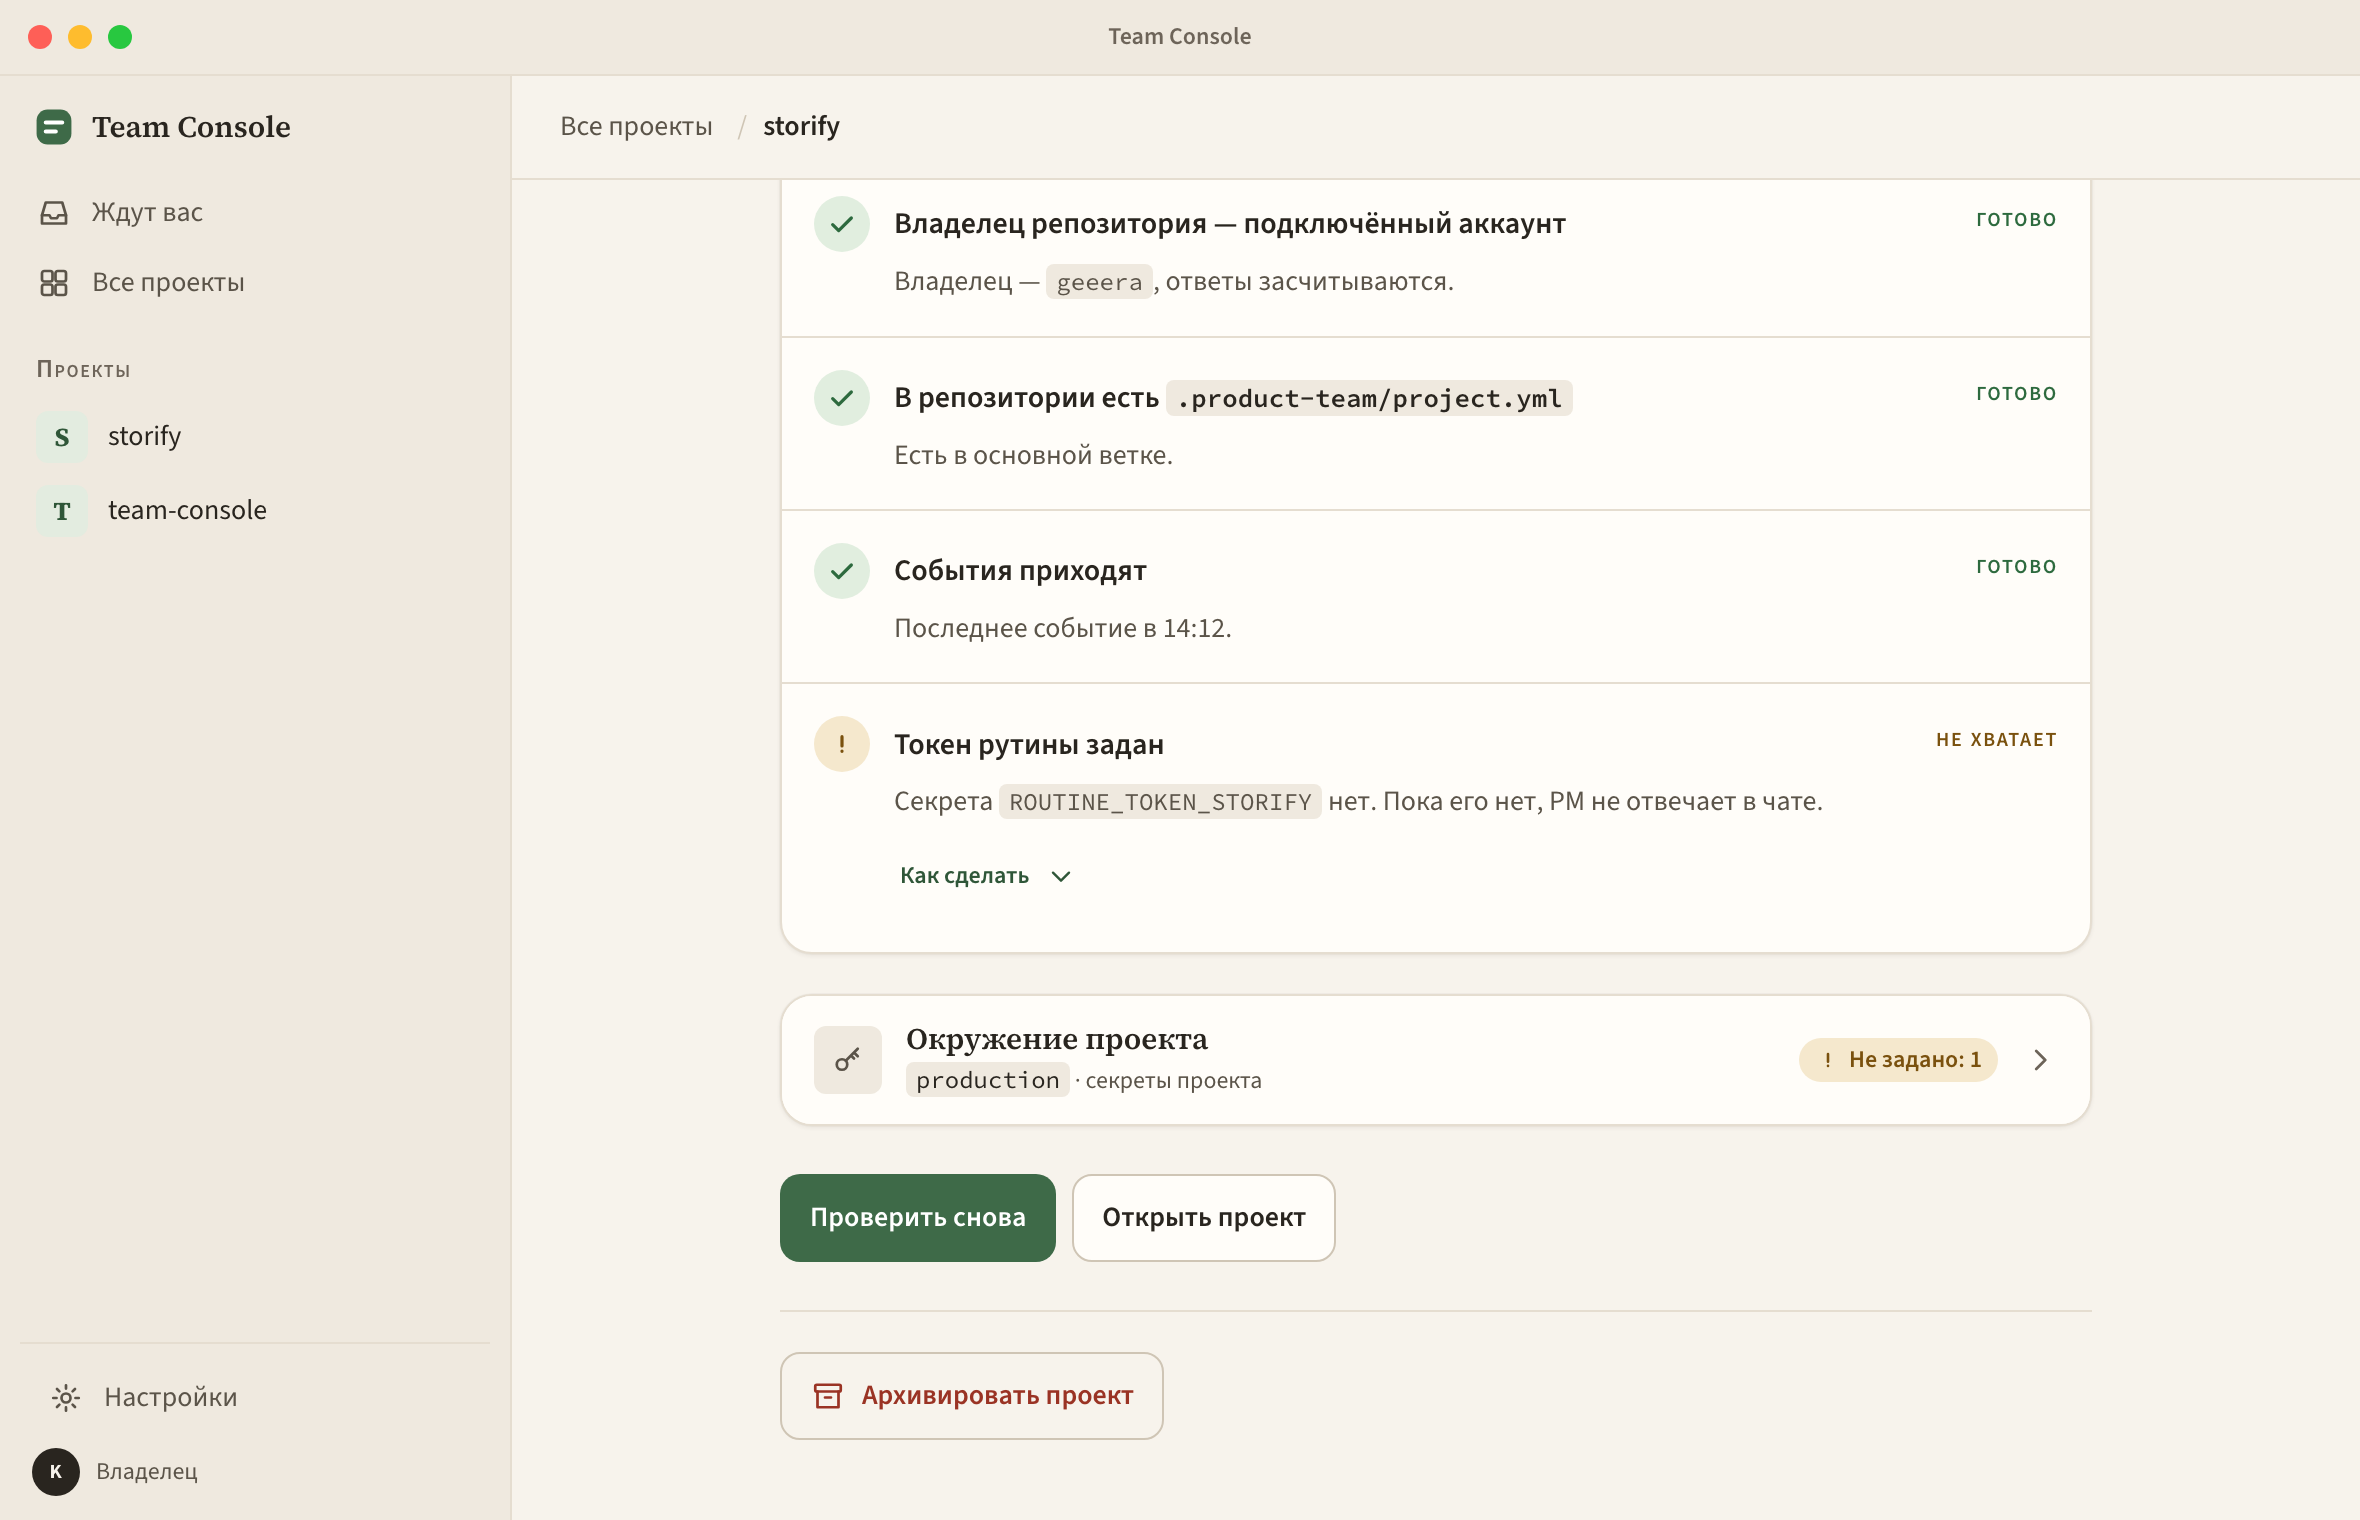 Team Console
Team Console
Ждут вас
Все проекты
Проекты
S storify
T team-console
Настройки
K Владелец
Все проекты / storify
Владелец репозитория — подключённый аккаунт
ГОТОВО
Владелец — geeera, ответы засчитываются.
В репозитории есть .product-team/project.yml
ГОТОВО
Есть в основной ветке.
События приходят
ГОТОВО
Последнее событие в 14:12.
! Токен рутины задан
НЕ ХВАТАЕТ
Секрета ROUTINE_TOKEN_STORIFY нет. Пока его нет, PM не отвечает в чате.
Как сделать
Окружение проекта
production · секреты проекта
! Не задано: 1
Проверить снова
Открыть проект
Архивировать проект